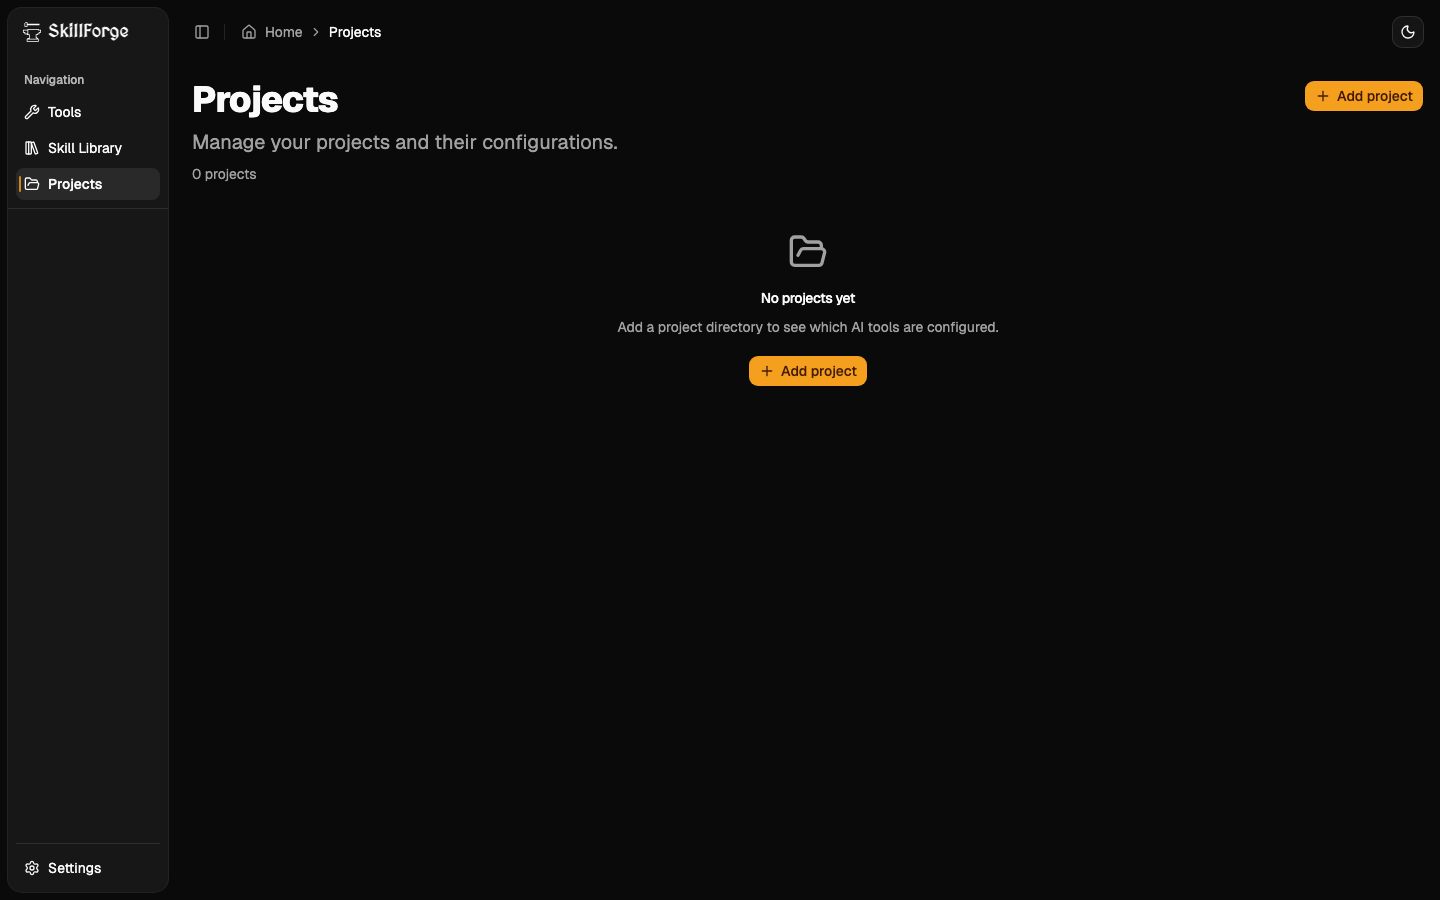 SkillForge
Navigation
Tools
Skill Library
Projects
Settings
Home
Projects
Projects
Add project
Manage your projects and their configurations.
0 projects
No projects yet
Add a project directory to see which AI tools are configured.
Add project